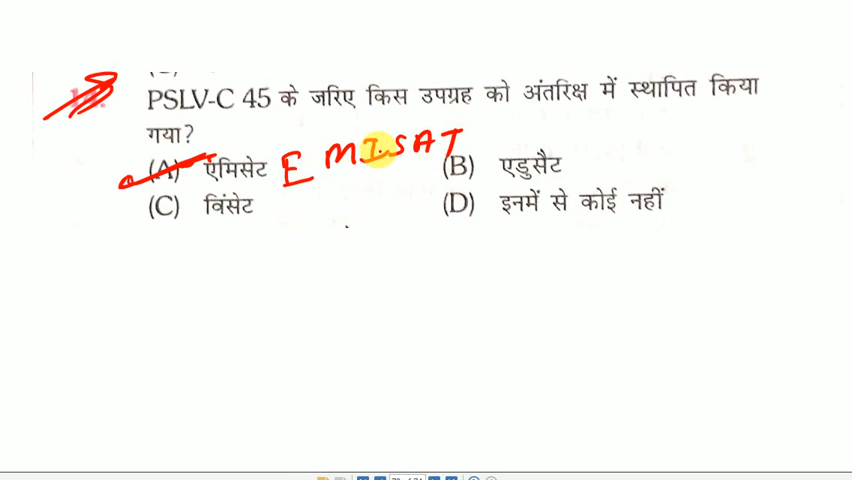 PSLV-C 45 के जरिए किस उपग्रह को अंतरिक्ष में स्थापित किया
गया?
(A) एमिसेट EMISAT (B) एडुसैट
(C) विंसेट (D) इनमें से कोई नहीं